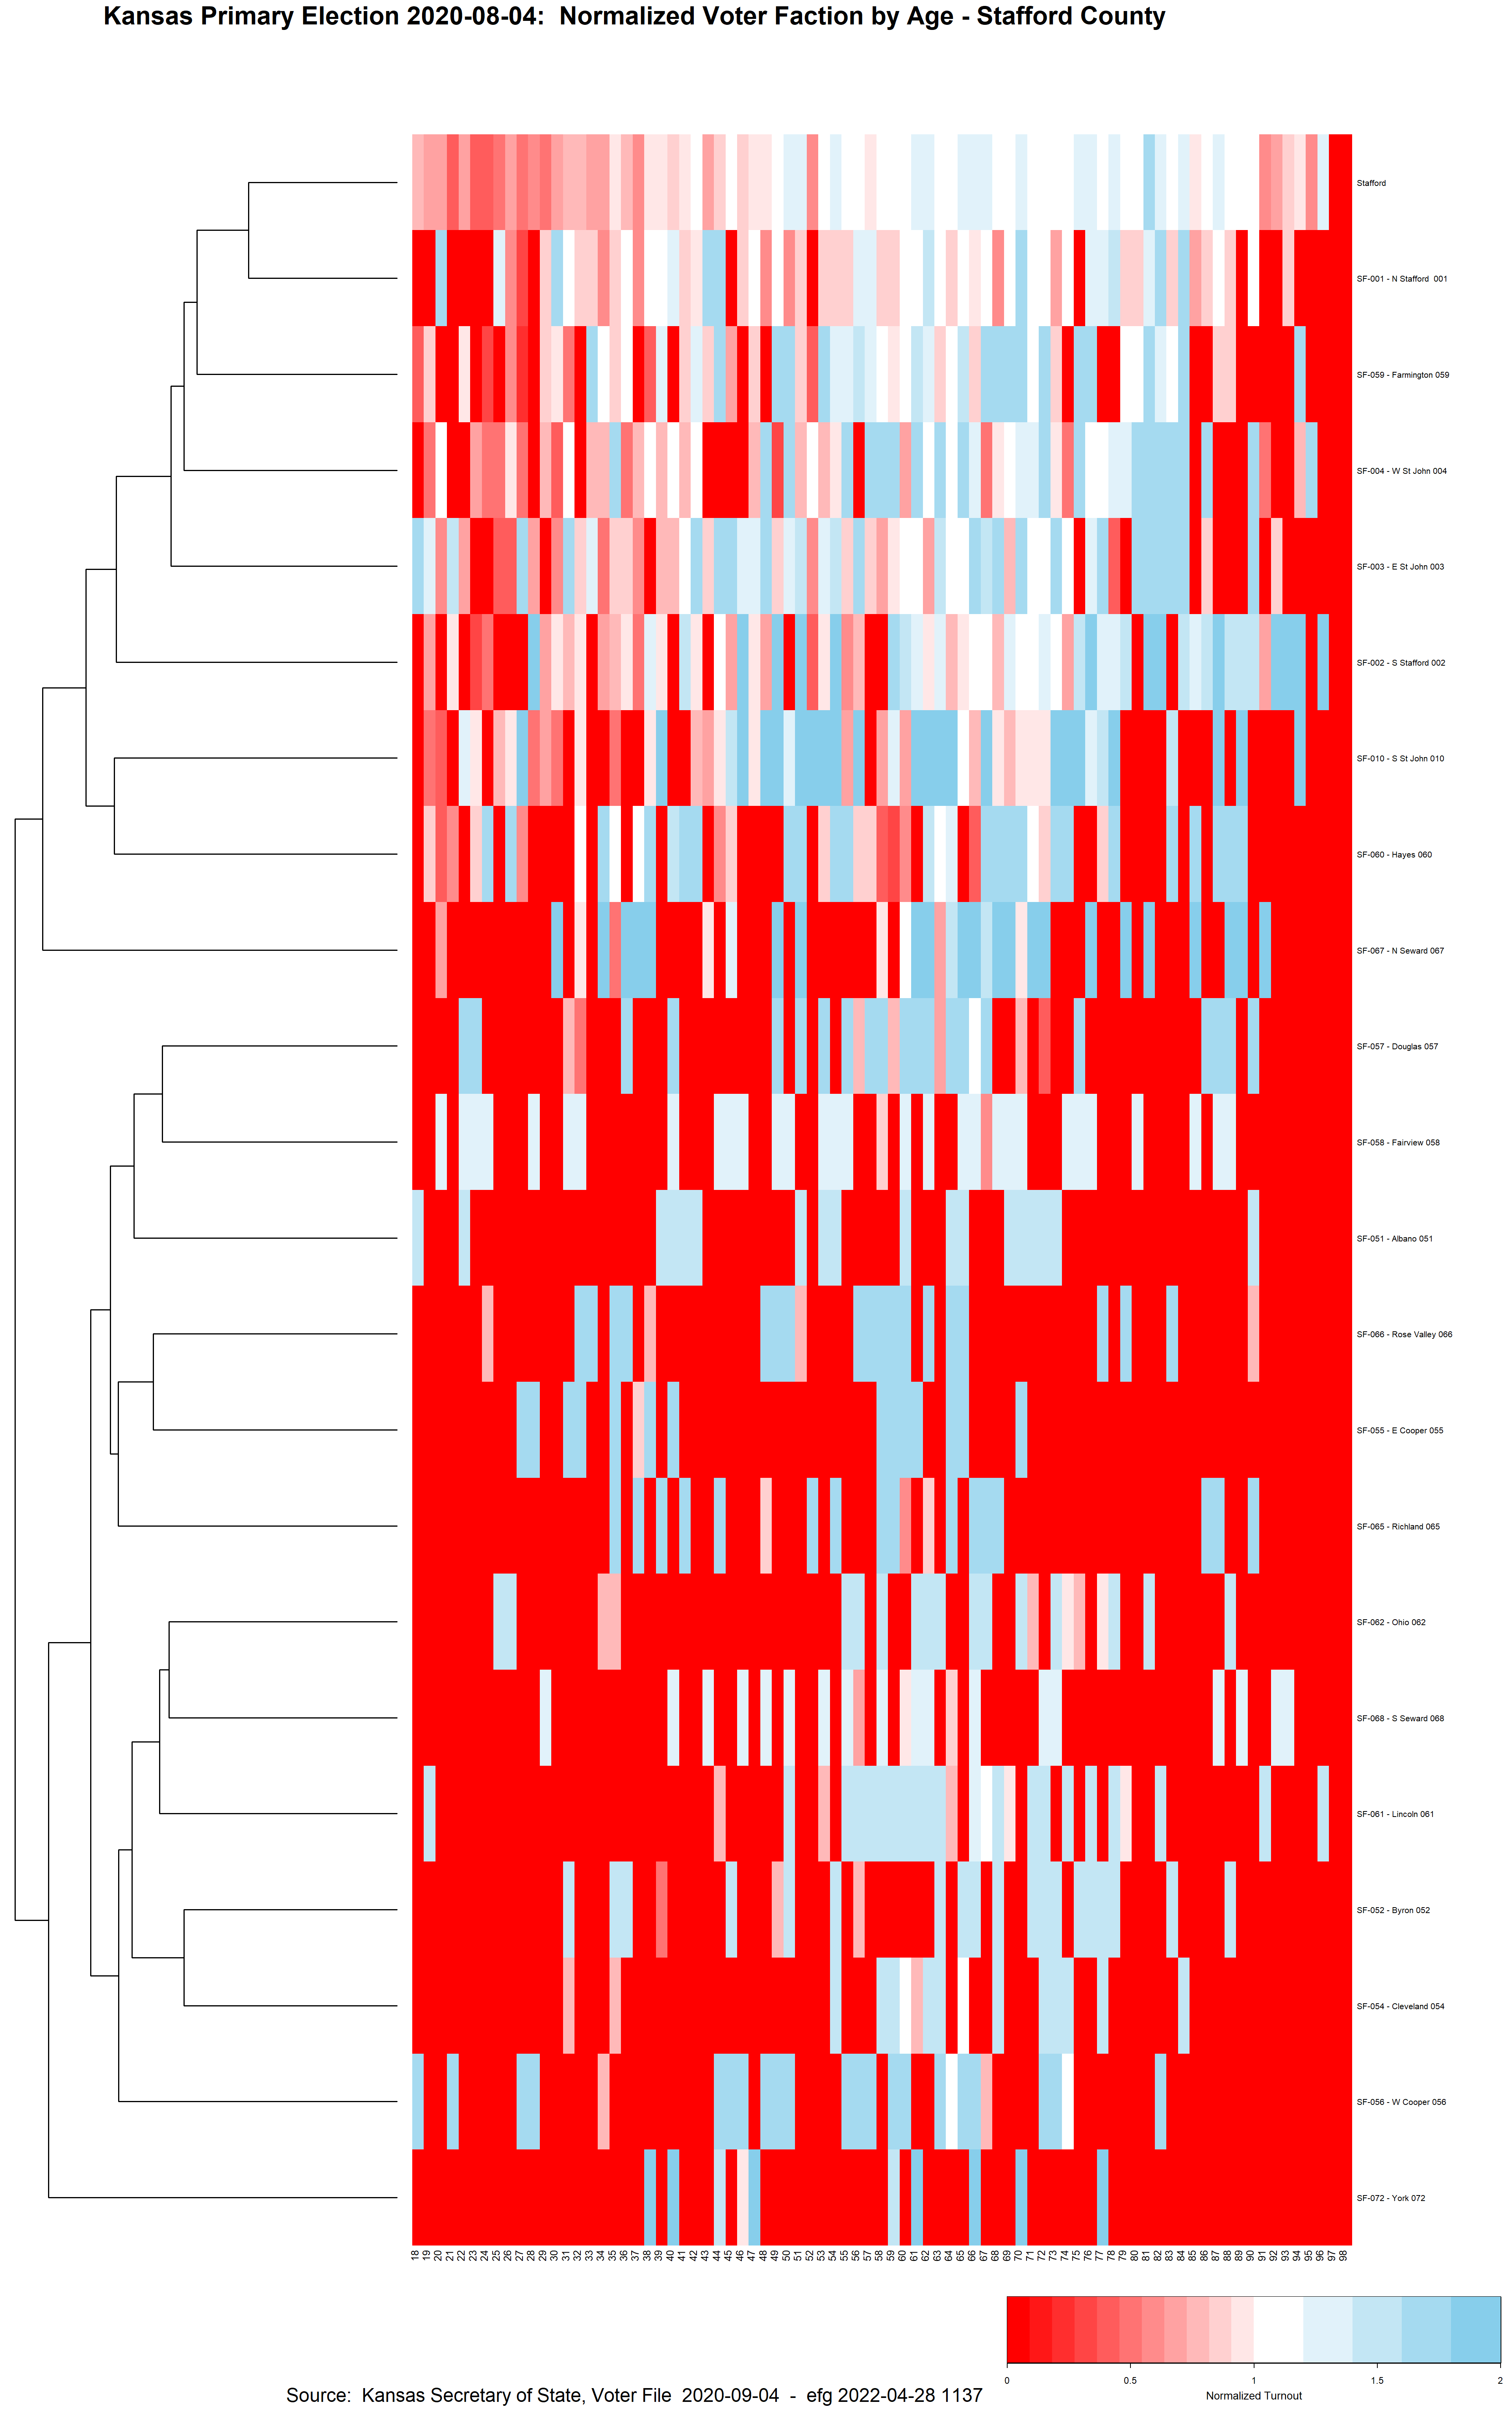 Kansas Primary Election 2020-08-04:  Normalized Voter Faction by Age - Stafford County
Stafford
SF-001 - N Stafford  001
SF-059 - Farmington 059
SF-004 - W St John 004
SF-003 - E St John 003
SF-002 - S Stafford 002
SF-010 - S St John 010
SF-060 - Hayes 060
SF-067 - N Seward 067
SF-057 - Douglas 057
SF-058 - Fairview 058
SF-051 - Albano 051
SF-066 - Rose Valley 066
SF-055 - E Cooper 055
SF-065 - Richland 065
SF-062 - Ohio 062
SF-068 - S Seward 068
SF-061 - Lincoln 061
SF-052 - Byron 052
SF-054 - Cleveland 054
SF-056 - W Cooper 056
SF-072 - York 072
18 19 20 21 22 23 24 25 26 27 28 29 30 31 32 33 34 35 36 37 38 39 40 41 42 43 44 45 46 47 48 49 50 51 52 53 54 55 56 57 58 59 60 61 62 63 64 65 66 67 68 69 70 71 72 73 74 75 76 77 78 79 80 81 82 83 84 85 86 87 88 89 90 91 92 93 94 95 96 97 98
0 0.5 1 1.5 2
Normalized Turnout
Source:  Kansas Secretary of State, Voter File  2020-09-04  -  efg 2022-04-28 1137